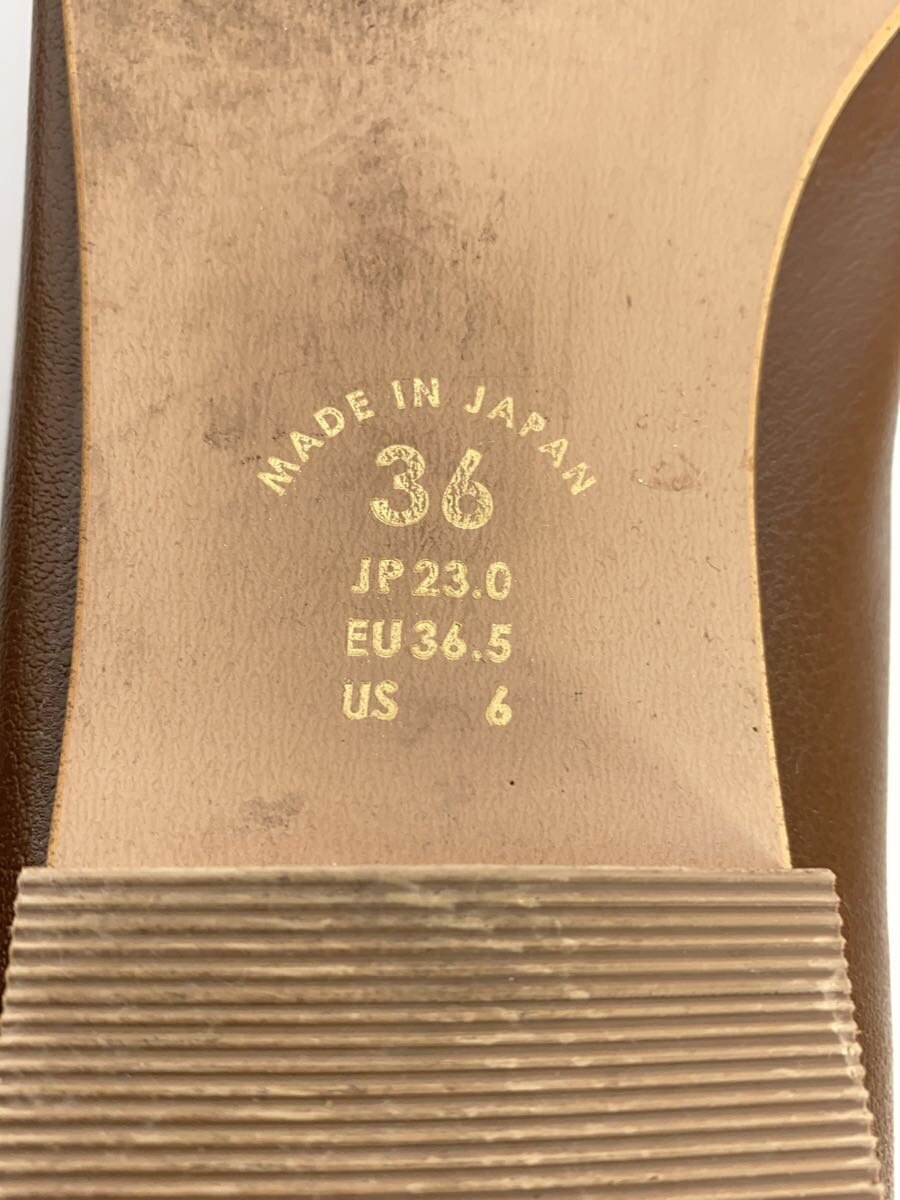 MADE IN JAPAN
36
JP 23.0
EU 36.5
US 6